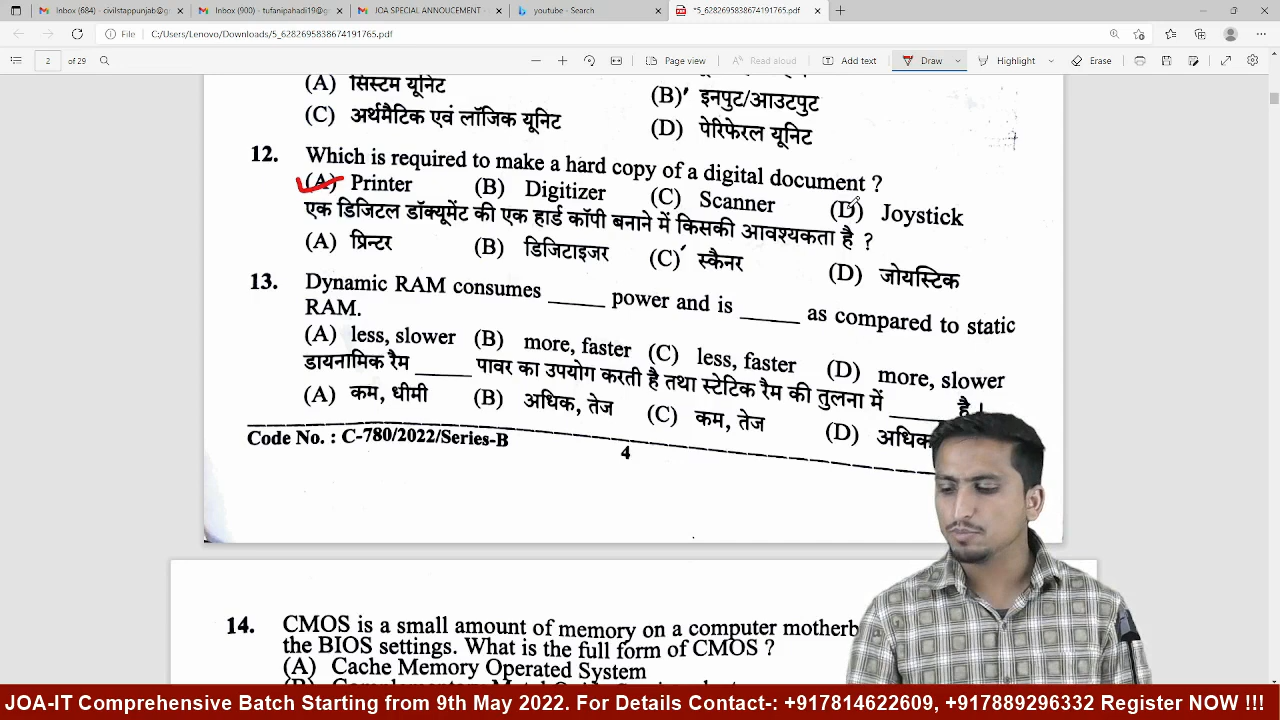 Inbox (684) - civilstappunjab@g
Inbox (900) - tufanipahadi19@g
JOA SPECIAL ANNOUCEMENT -
youtube - Search
*5_6282695838674191765.pdf
File
C:/Users/Lenovo/Downloads/5_6282695838674191765.pdf
2 of 29
Page view
Read aloud
Add text
Draw
Highlight
Erase
(A) सिस्टम यूनिट
(B) इनपुट/आउटपुट
(C) अर्थमैटिक एवं लॉजिक यूनिट
(D) पेरिफेरल यूनिट
12. Which is required to make a hard copy of a digital document ?
(A) Printer (B) Digitizer (C) Scanner (D) Joystick
एक डिजिटल डॉक्यूमेंट की एक हार्ड कॉपी बनाने में किसकी आवश्यकता है ?
(A) प्रिन्टर (B) डिजिटाइजर (C) स्कैनर (D) जोयस्टिक
13. Dynamic RAM consumes _____ power and is _____ as compared to static
RAM.
(A) less, slower (B) more, faster (C) less, faster (D) more, slower
डायनामिक रैम _____ पावर का उपयोग करती है तथा स्टेटिक रैम की तुलना में _____ है।
(A) कम, धीमी (B) अधिक, तेज (C) कम, तेज (D) अधिक
Code No. : C-780/2022/Series-B
4
14. CMOS is a small amount of memory on a computer motherb
the BIOS settings. What is the full form of CMOS ?
(A) Cache Memory Operated System
JOA-IT Comprehensive Batch Starting from 9th May 2022. For Details Contact-: +917814622609, +917889296332 Register NOW !!!